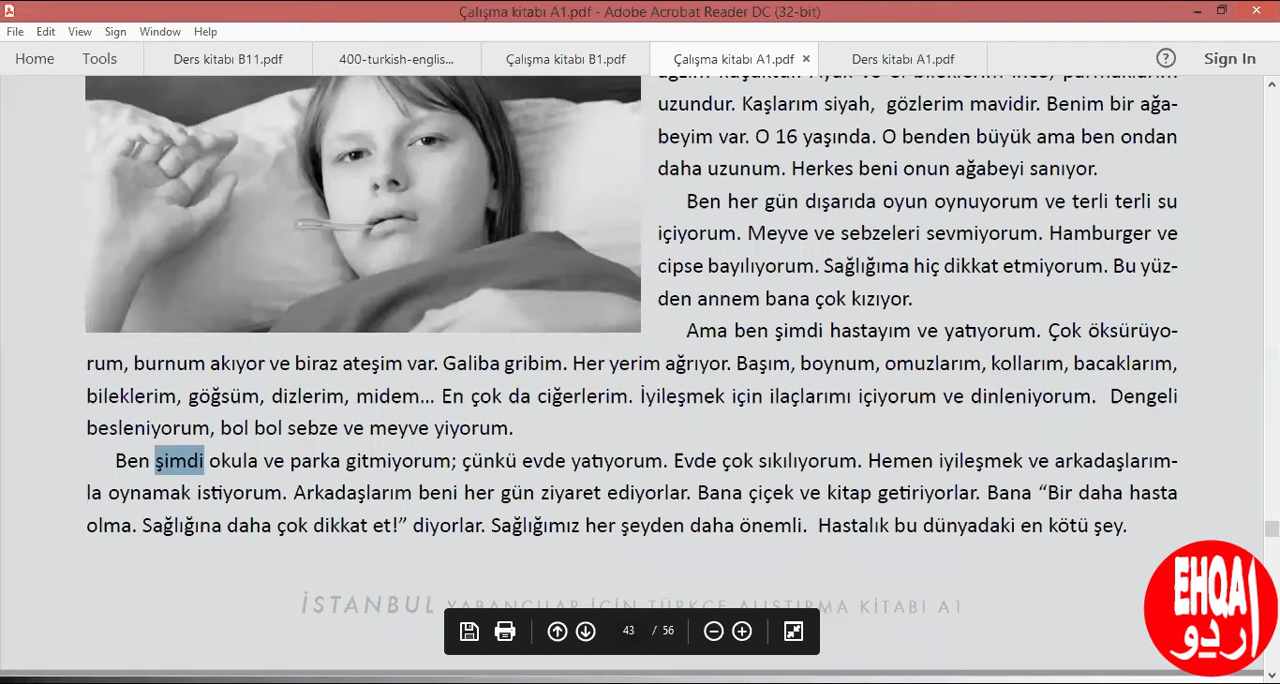 Çalışma kitabı A1.pdf - Adobe Acrobat Reader DC (32-bit)
File Edit View Sign Window Help
Home Tools Ders kitabı B11.pdf 400-turkish-englis... Çalışma kitabı B1.pdf Çalışma kitabı A1.pdf × Ders kitabı A1.pdf ? Sign In
uzundur. Kaşlarım siyah, gözlerim mavidir. Benim bir ağa-
beyim var. O 16 yaşında. O benden büyük ama ben ondan
daha uzunum. Herkes beni onun ağabeyi sanıyor.
Ben her gün dışarıda oyun oynuyorum ve terli terli su
içiyorum. Meyve ve sebzeleri sevmiyorum. Hamburger ve
cipse bayılıyorum. Sağlığıma hiç dikkat etmiyorum. Bu yüz-
den annem bana çok kızıyor.
Ama ben şimdi hastayım ve yatıyorum. Çok öksürüyo-
rum, burnum akıyor ve biraz ateşim var. Galiba gribim. Her yerim ağrıyor. Başım, boynum, omuzlarım, kollarım, bacaklarım,
bileklerim, göğsüm, dizlerim, midem... En çok da ciğerlerim. İyileşmek için ilaçlarımı içiyorum ve dinleniyorum. Dengeli
besleniyorum, bol bol sebze ve meyve yiyorum.
Ben şimdi okula ve parka gitmiyorum; çünkü evde yatıyorum. Evde çok sıkılıyorum. Hemen iyileşmek ve arkadaşlarım-
la oynamak istiyorum. Arkadaşlarım beni her gün ziyaret ediyorlar. Bana çiçek ve kitap getiriyorlar. Bana “Bir daha hasta
olma. Sağlığına daha çok dikkat et!” diyorlar. Sağlığımız her şeyden daha önemli. Hastalık bu dünyadaki en kötü şey.
İSTANBUL YABANCILAR İÇİN TÜRKÇE ALIŞTIRMA KİTABI A1
43 / 56
EHQA
اردو